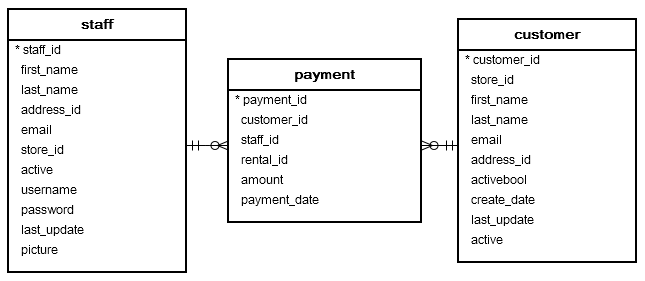 staff
* staff_id
first_name
last_name
address_id
email
store_id
active
username
password
last_update
picture
payment
* payment_id
customer_id
staff_id
rental_id
amount
payment_date
customer
* customer_id
store_id
first_name
last_name
email
address_id
activebool
create_date
last_update
active